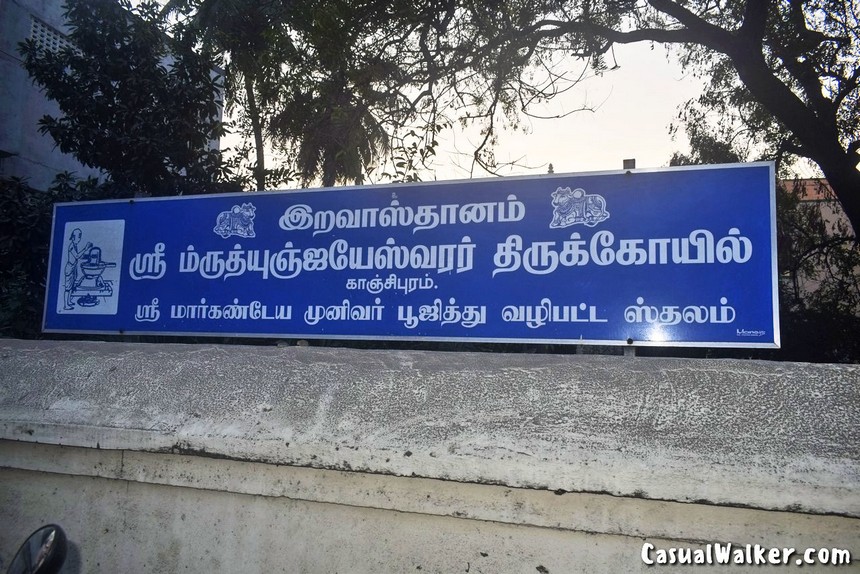 இறவாஸ்தானம்
ஸ்ரீ ம்ருத்யுஞ்ஜயேஸ்வரர் திருக்கோயில்
காஞ்சிபுரம்.
ஸ்ரீ மார்கண்டேய முனிவர் பூஜித்து வழிபட்ட ஸ்தலம்
CasualWalker.com